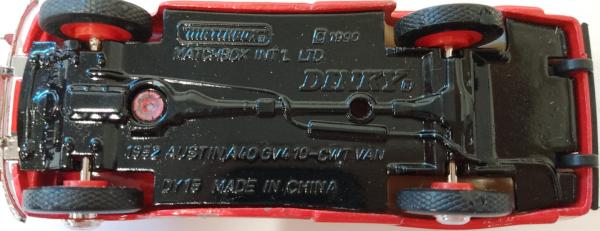 MATCHBOX ® © 1990
MATCHBOX INT'L LTD
DINKY®
1952 AUSTIN A40 GV4 10-CWT VAN
DY15 MADE IN CHINA